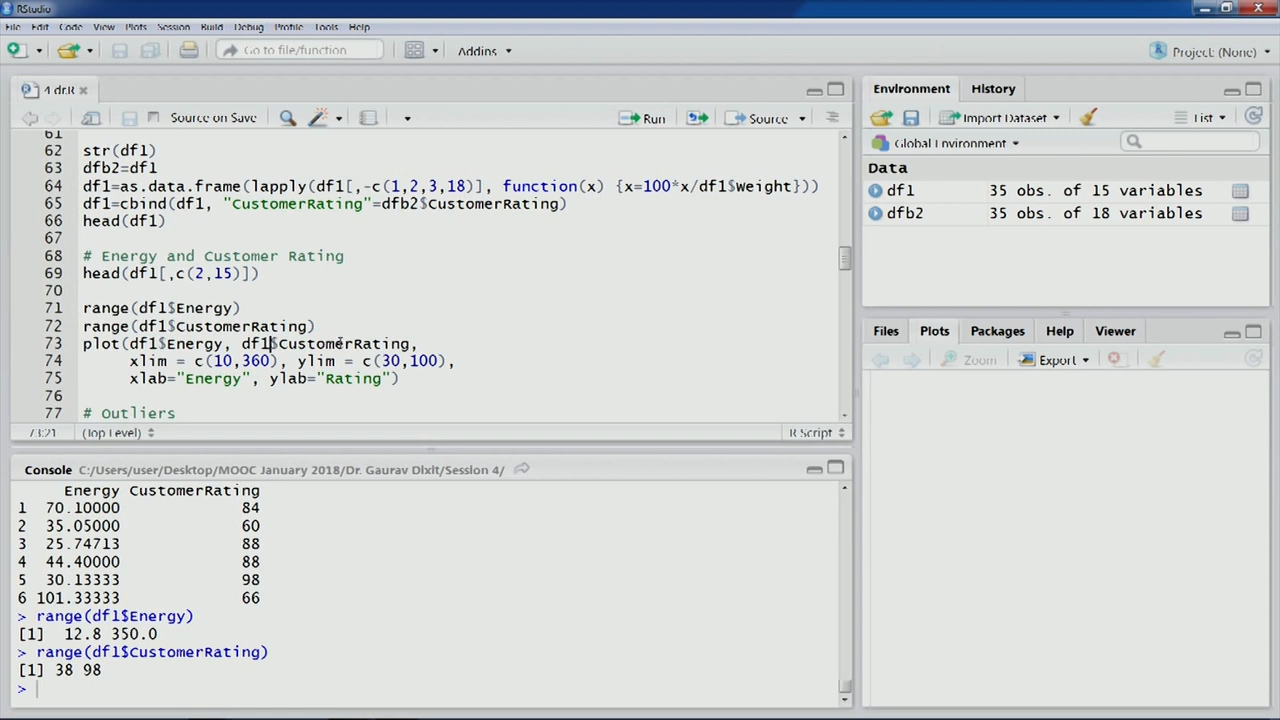 RStudio
File Edit Code View Plots Session Build Debug Profile Tools Help
Go to file/function Addins Project: (None)
4 dr.R
Source on Save Run Source
61
62 str(df1)
63 dfb2=df1
64 df1=as.data.frame(lapply(df1[,-c(1,2,3,18)], function(x) {x=100*x/df1$Weight}))
65 df1=cbind(df1, "CustomerRating"=dfb2$CustomerRating)
66 head(df1)
67
68 # Energy and Customer Rating
69 head(df1[,c(2,15)])
70
71 range(df1$Energy)
72 range(df1$CustomerRating)
73 plot(df1$Energy, df1$CustomerRating,
74 xlim = c(10,360), ylim = c(30,100),
75 xlab="Energy", ylab="Rating")
76
77 # Outliers
73:21 (Top Level) R Script
Console C:/Users/user/Desktop/MOOC January 2018/Dr. Gaurav Dixit/Session 4/
Energy CustomerRating
1 70.10000 84
2 35.05000 60
3 25.74713 88
4 44.40000 88
5 30.13333 98
6 101.33333 66
> range(df1$Energy)
[1] 12.8 350.0
> range(df1$CustomerRating)
[1] 38 98
>
Environment History
Import Dataset List
Global Environment
Data
df1 35 obs. of 15 variables
dfb2 35 obs. of 18 variables
Files Plots Packages Help Viewer
Zoom Export